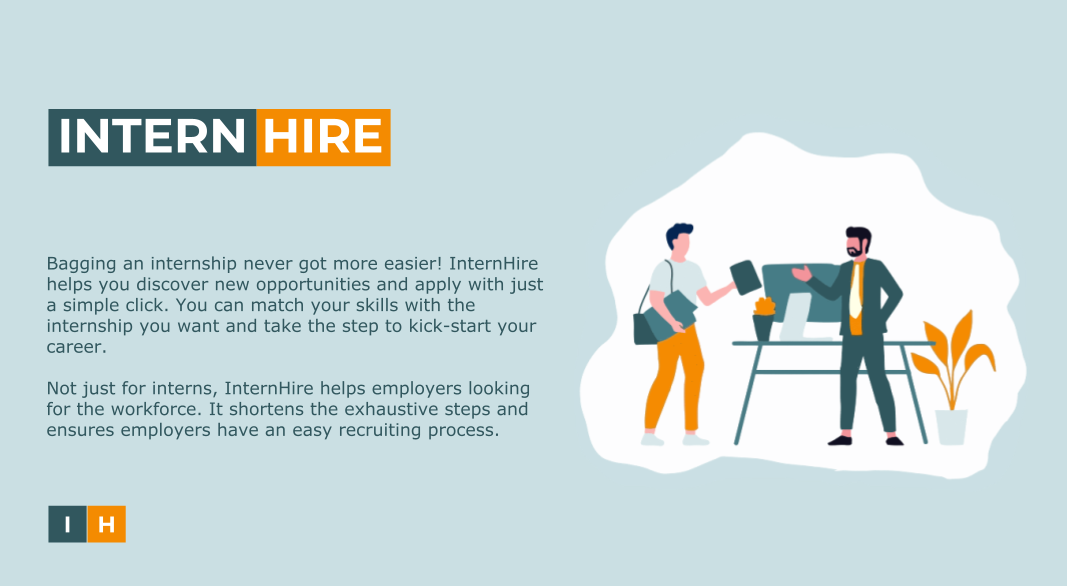 INTERN HIRE
Bagging an internship never got more easier! InternHire
helps you discover new opportunities and apply with just
a simple click. You can match your skills with the
internship you want and take the step to kick-start your
career.
Not just for interns, InternHire helps employers looking
for the workforce. It shortens the exhaustive steps and
ensures employers have an easy recruiting process.
I H